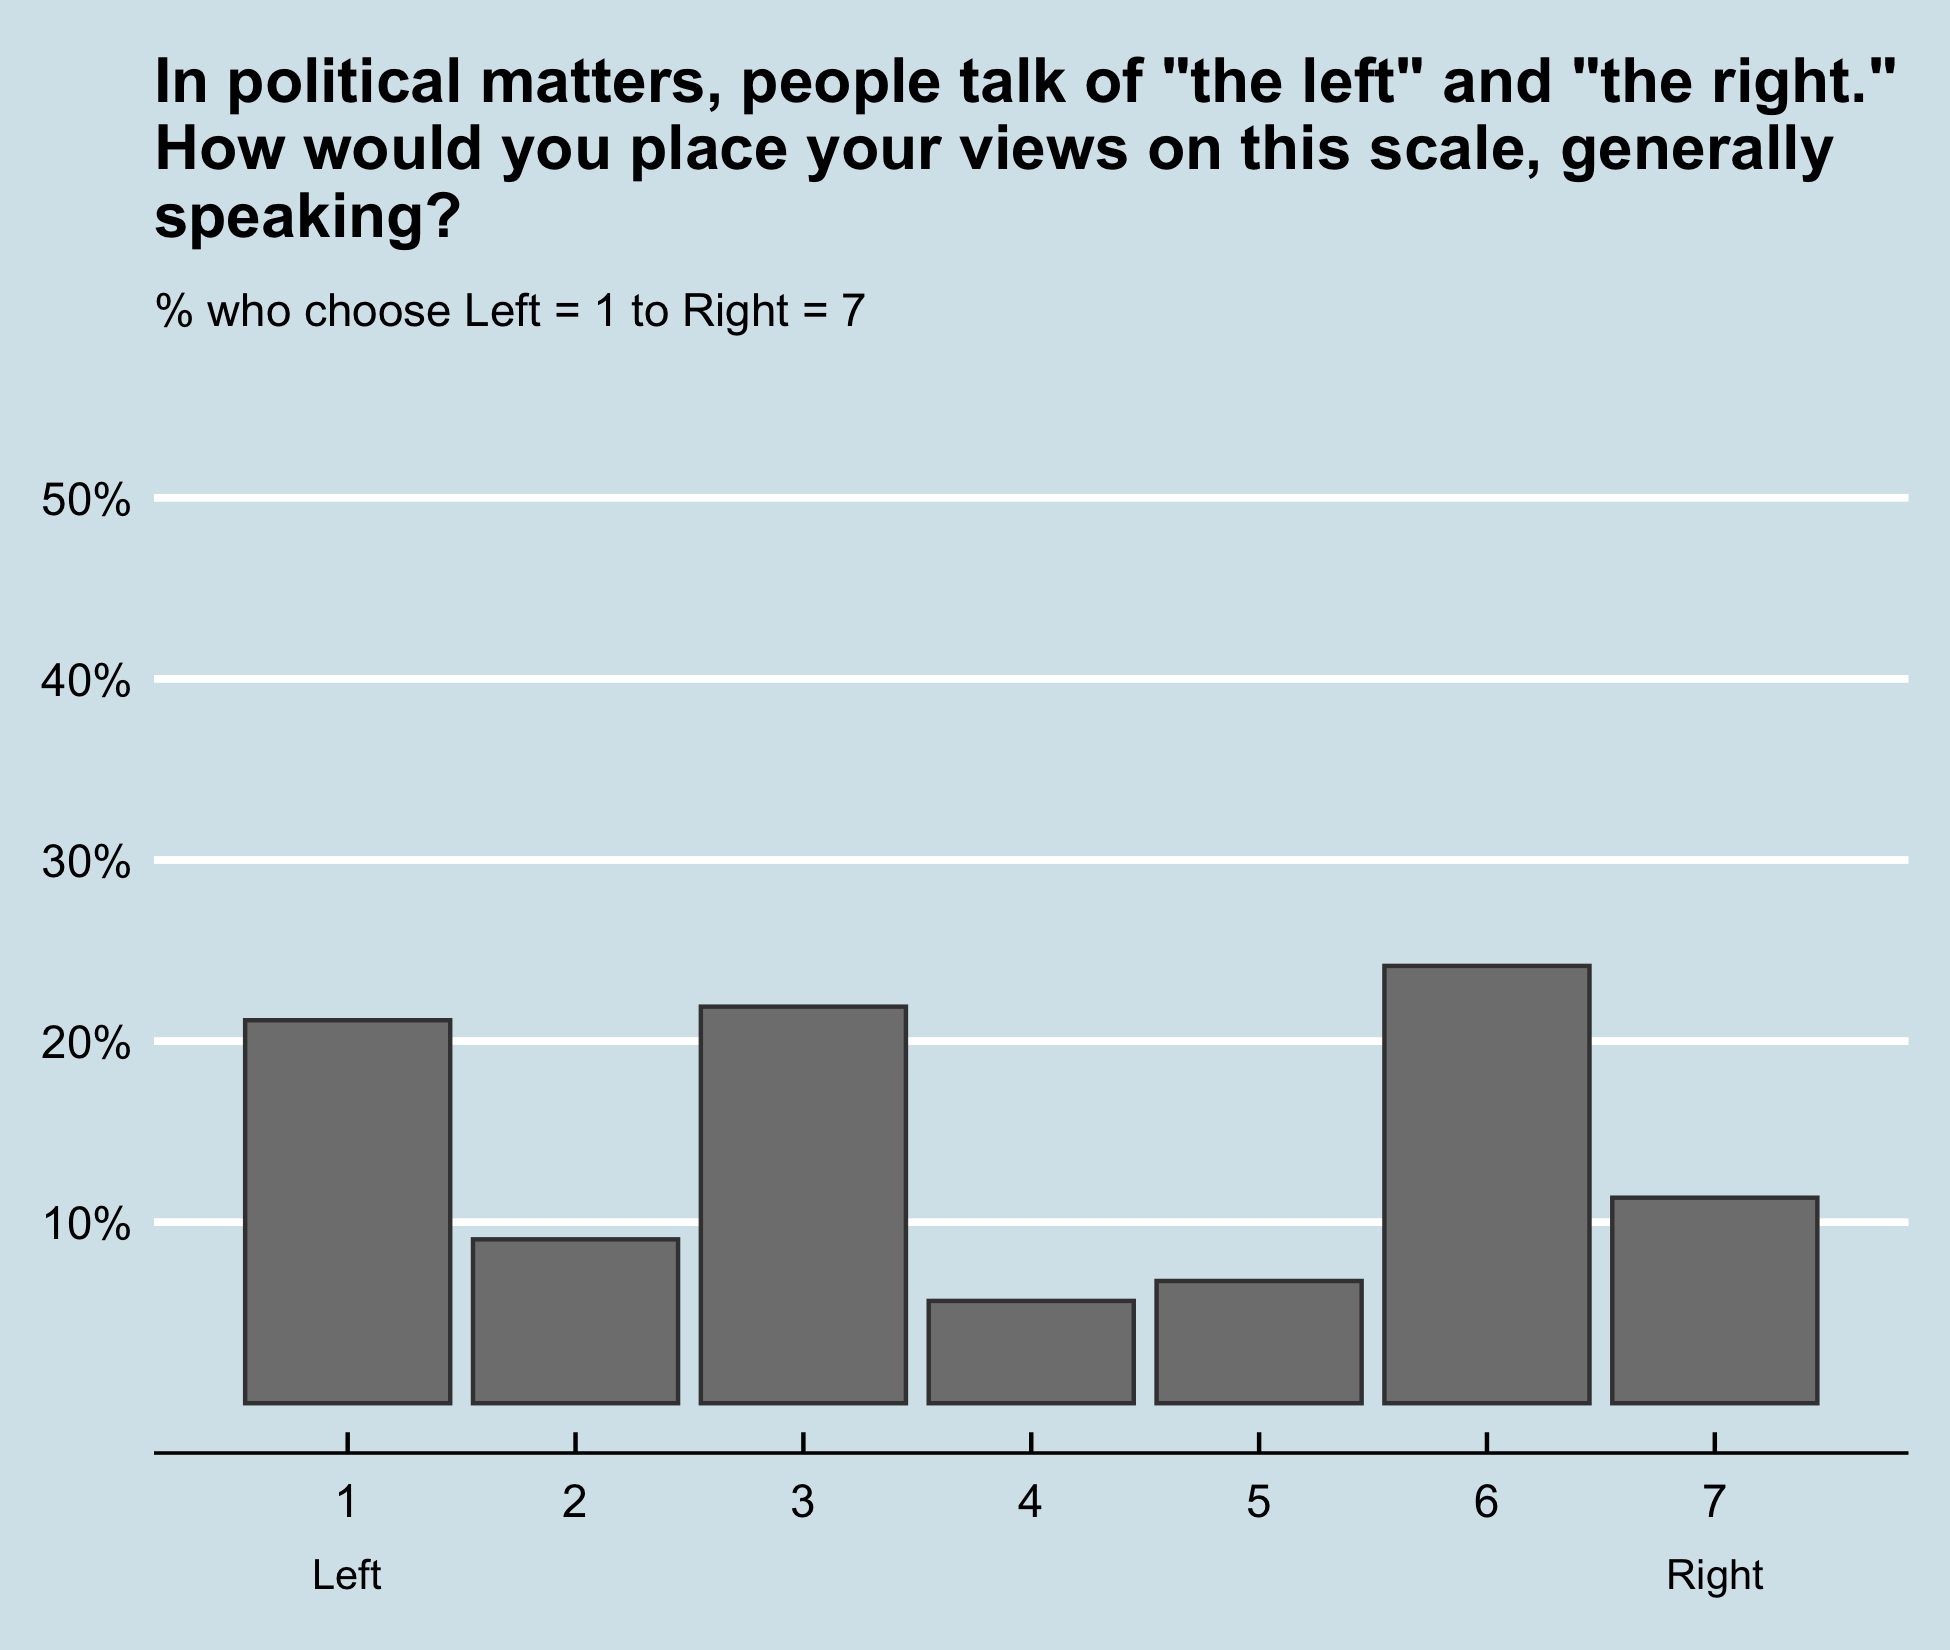 In political matters, people talk of "the left" and "the right."
How would you place your views on this scale, generally
speaking?
% who choose Left = 1 to Right = 7
50%
40%
30%
20%
10%
1 2 3 4 5 6 7
Left Right